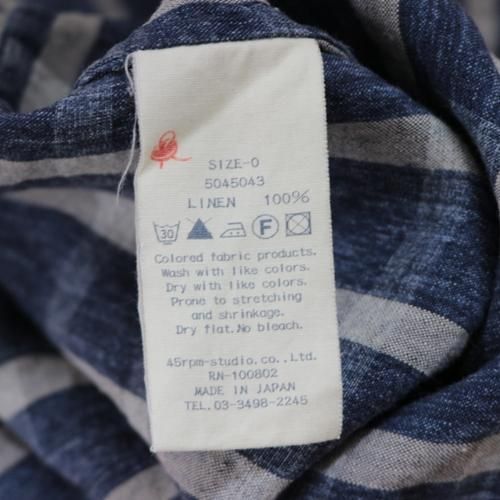 SIZE-0
5045043
LINEN 100%
30 F
Colored fabric products.
Wash with like colors.
Dry with like colors.
Prone to stretching
and shrinkage.
Dry flat.No bleach.
45rpm-studio.co.,Ltd.
RN-100802
MADE IN JAPAN
TEL.03-3498-2245